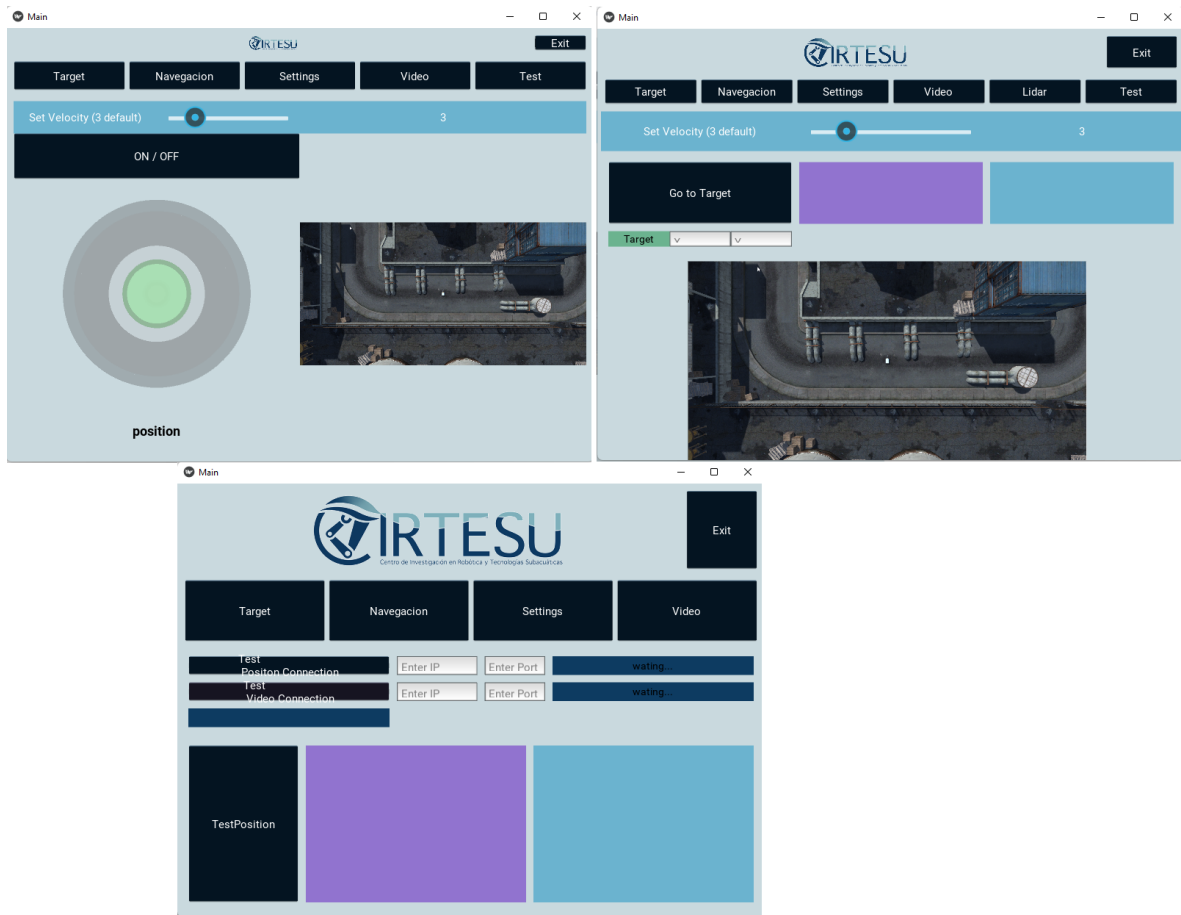 Main
CIRTESU
Exit
Target Navegacion Settings Video Test
Set Velocity (3 default) 3
ON / OFF
position
Main
CIRTESU
Exit
Target Navegacion Settings Video Lidar Test
Set Velocity (3 default) 3
Go to Target
Target v v
Main
CIRTESU
Centro de Investigación en Robótica y Tecnologías Subacuáticas
Exit
Target Navegacion Settings Video
Test
Positon Connection Enter IP Enter Port wating...
Test
Video Connection Enter IP Enter Port wating...
TestPosition